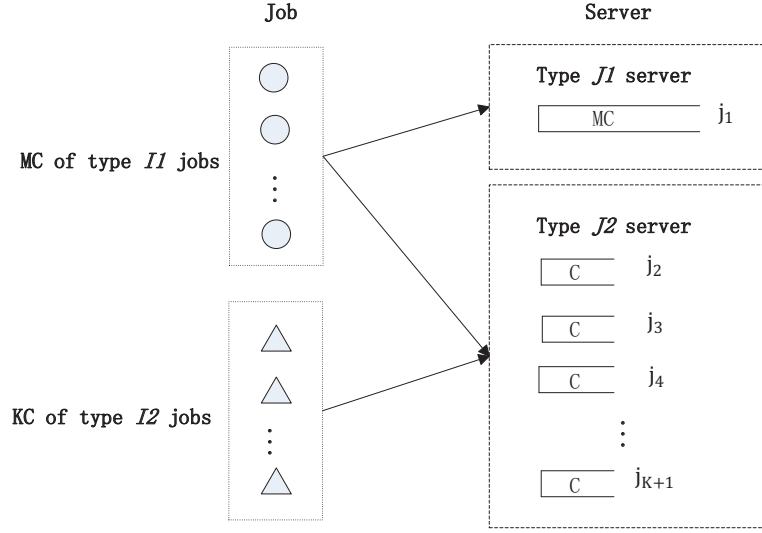 Job
Server
Type J1 server
MC
j1
MC of type I1 jobs
Type J2 server
C
j2
C
j3
C
j4
KC of type I2 jobs
C
jK+1